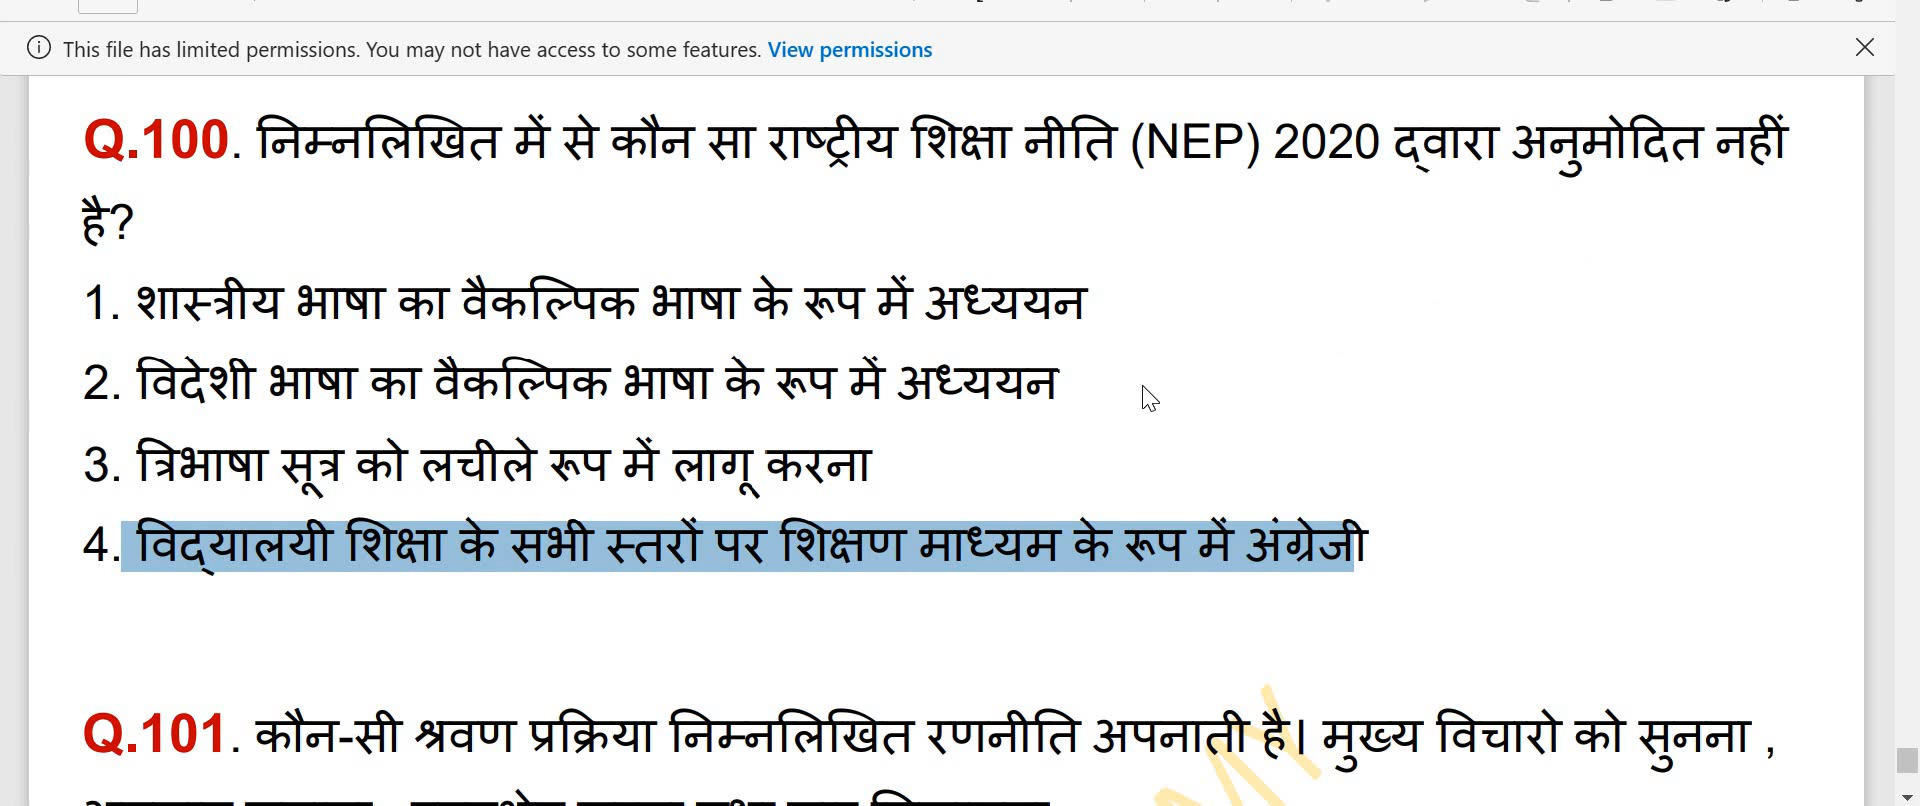 This file has limited permissions. You may not have access to some features. View permissions
Q.100. निम्नलिखित में से कौन सा राष्ट्रीय शिक्षा नीति (NEP) 2020 द्वारा अनुमोदित नहीं
है?
1. शास्त्रीय भाषा का वैकल्पिक भाषा के रूप में अध्ययन
2. विदेशी भाषा का वैकल्पिक भाषा के रूप में अध्ययन
3. त्रिभाषा सूत्र को लचीले रूप में लागू करना
4. विद्यालयी शिक्षा के सभी स्तरों पर शिक्षण माध्यम के रूप में अंग्रेजी
Q.101. कौन-सी श्रवण प्रक्रिया निम्नलिखित रणनीति अपनाती है। मुख्य विचारो को सुनना ,
MY